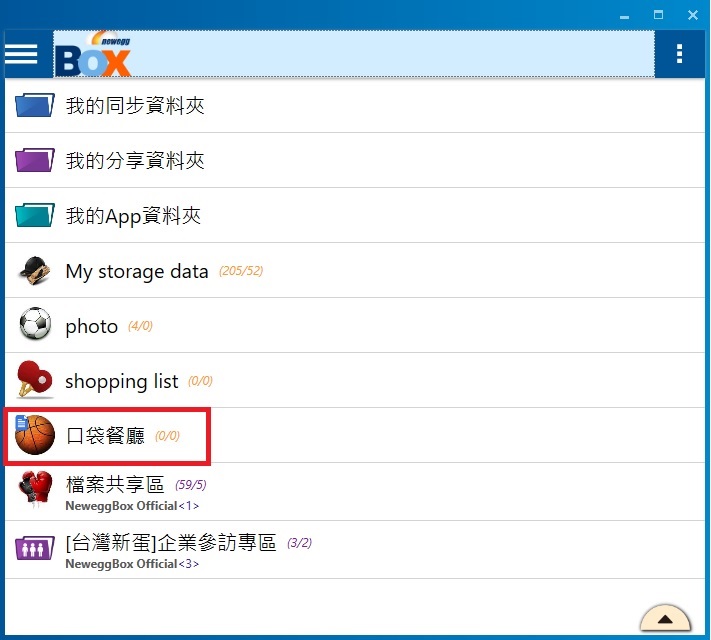 newegg
BOX
我的同步資料夾
我的分享資料夾
我的App資料夾
My storage data (205/52)
photo (4/0)
shopping list (0/0)
口袋餐廳 (0/0)
檔案共享區 (59/5)
NeweggBox Official<1>
[台灣新蛋]企業參訪專區 (3/2)
NeweggBox Official<3>